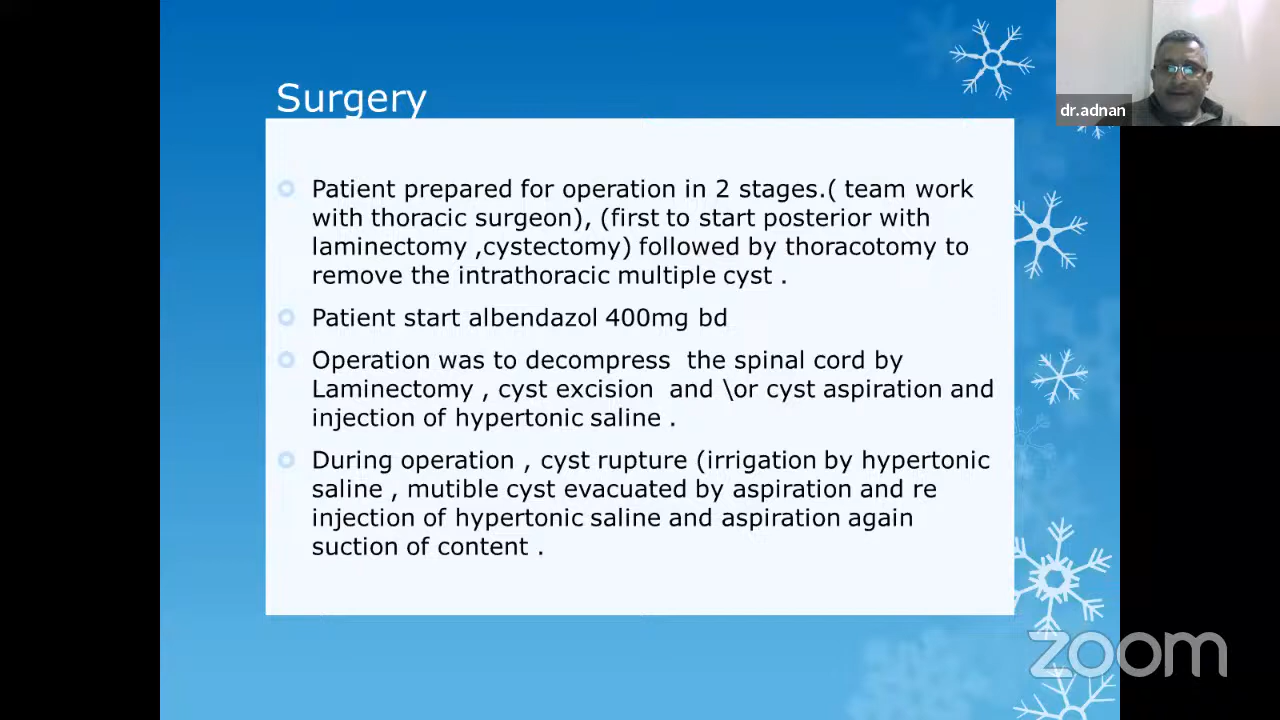 Surgery
dr.adnan
Patient prepared for operation in 2 stages.( team work
with thoracic surgeon), (first to start posterior with
laminectomy ,cystectomy) followed by thoracotomy to
remove the intrathoracic multiple cyst .
Patient start albendazol 400mg bd
Operation was to decompress  the spinal cord by
Laminectomy , cyst excision  and \or cyst aspiration and
injection of hypertonic saline .
During operation , cyst rupture (irrigation by hypertonic
saline , mutible cyst evacuated by aspiration and re
injection of hypertonic saline and aspiration again
suction of content .
zoom